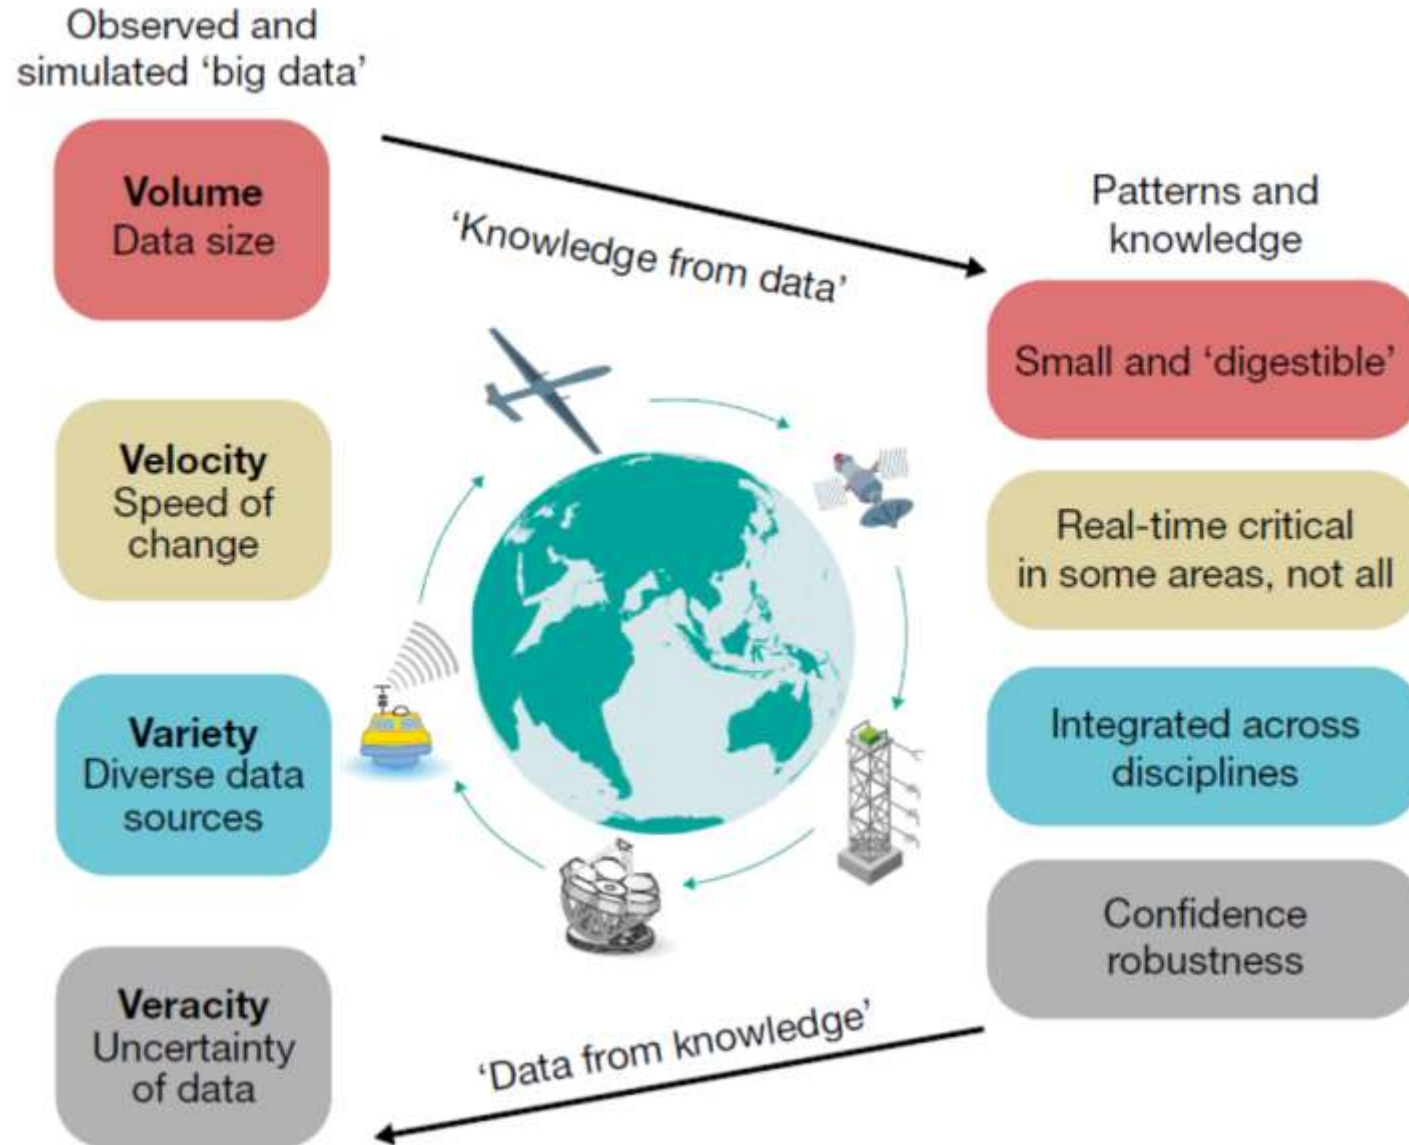 Observed and
simulated ‘big data’
Volume
Data size
Velocity
Speed of
change
Variety
Diverse data
sources
Veracity
Uncertainty
of data
‘Knowledge from data’
‘Data from knowledge’
Patterns and
knowledge
Small and ‘digestible’
Real-time critical
in some areas, not all
Integrated across
disciplines
Confidence
robustness